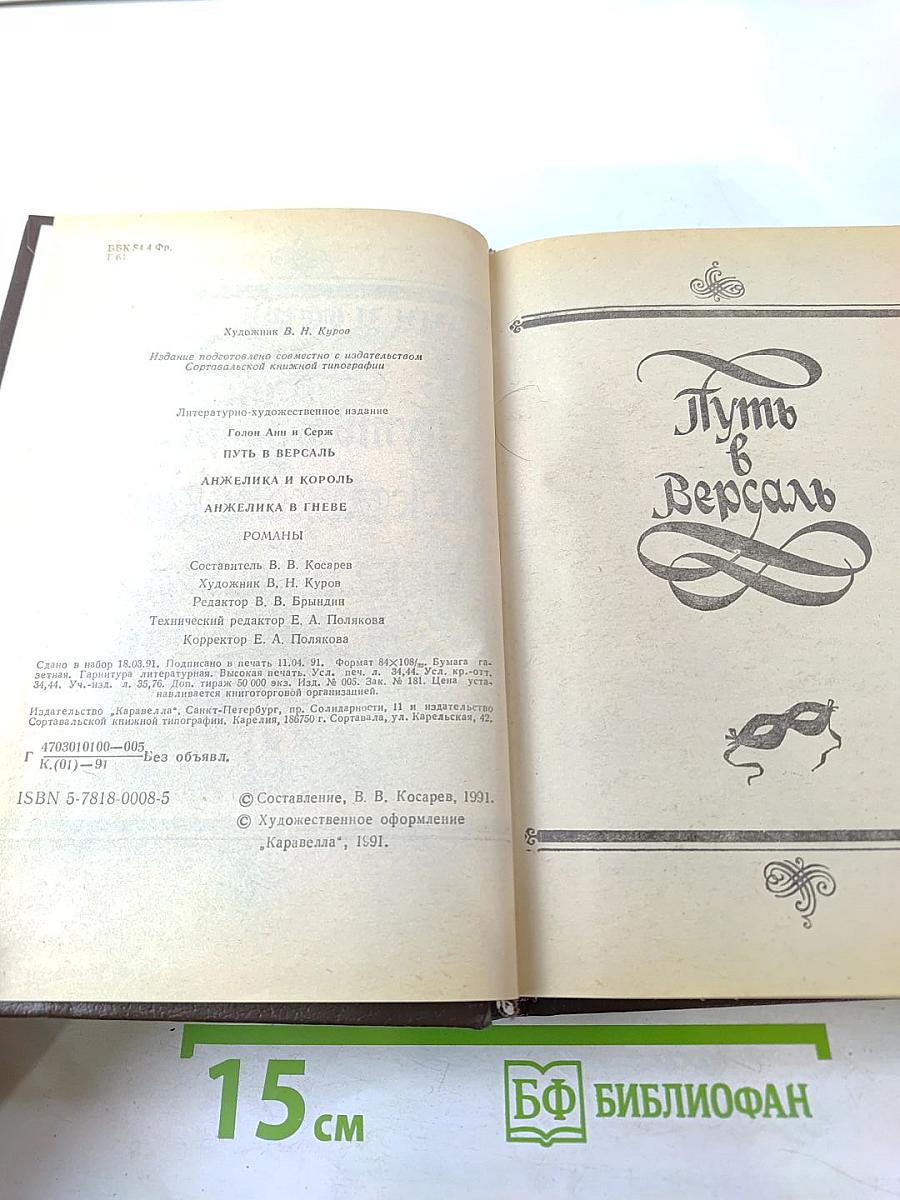 ББК 84.4 Фр.
Г 61
Художник В. Н. Куров
Издание подготовлено совместно с издательством
Сортавальской книжной типографии
Литературно-художественное издание
Голон Анн и Серж
ПУТЬ В ВЕРСАЛЬ
АНЖЕЛИКА И КОРОЛЬ
АНЖЕЛИКА В ГНЕВЕ
РОМАНЫ
Составитель В. В. Косарев
Художник В. Н. Куров
Редактор В. В. Брындин
Технический редактор Е. А. Полякова
Корректор Е. А. Полякова
Сдано в набор 18.03.91. Подписано в печать 11.04. 91. Формат 84×108/32. Бумага га-
зетная. Гарнитура литературная. Высокая печать. Усл. печ. л. 34,44. Усл. кр.-отт.
34,44. Уч.-изд. л. 35,76. Доп. тираж 50 000 экз. Изд. № 005. Зак. № 181. Цена уста-
навливается книготорговой организацией.
Издательство „Каравелла“, Санкт-Петербург, пр. Солидарности, 11 и издательство
Сортавальской книжной типографии. Карелия, 186750 г. Сортавала, ул. Карельская, 42.
Г 4703010100—005 Без объявл.
К.(01)—91
ISBN 5-7818-0008-5
© Составление, В. В. Косарев, 1991.
© Художественное оформление
„Каравелла“, 1991.
Путь
в
Версаль
15 см
БФ БИБЛИОФАН